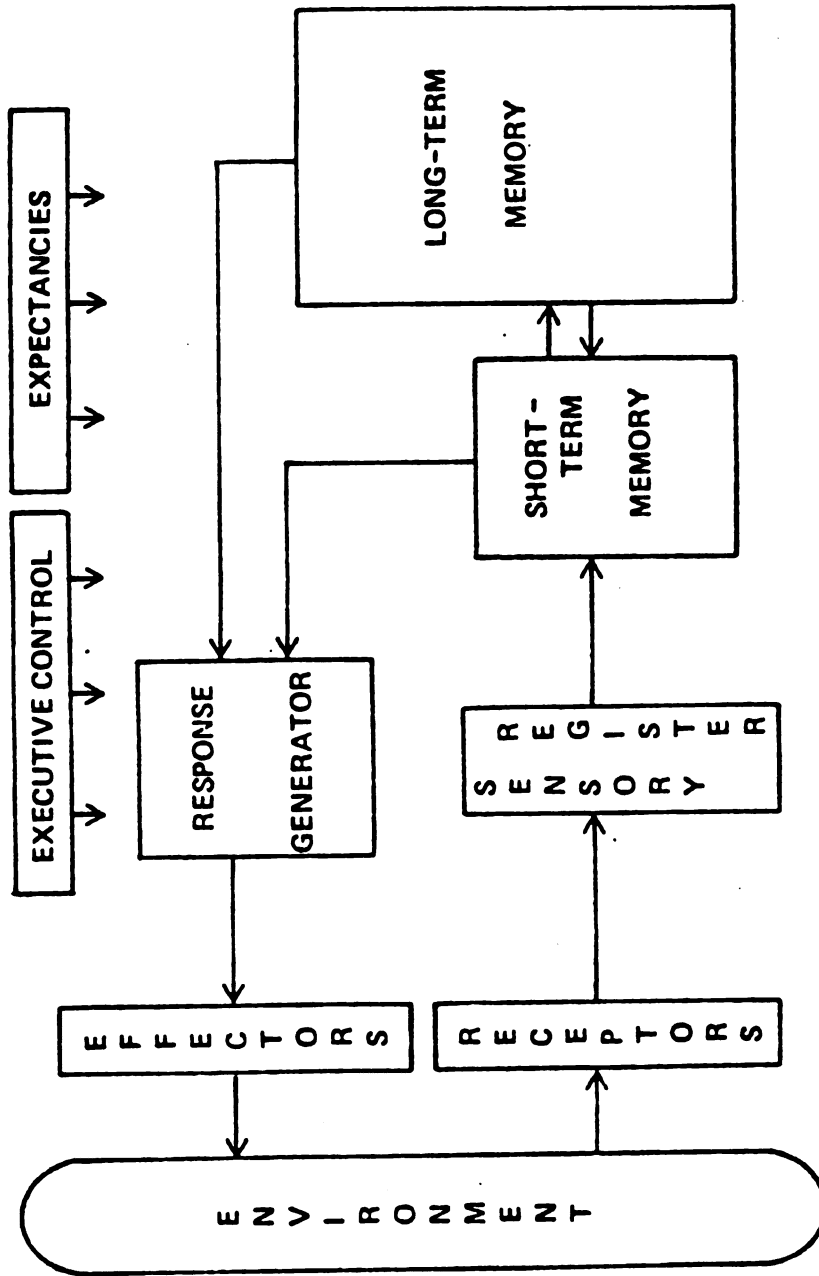 EXECUTIVE CONTROL
EXPECTANCIES
ENVIRONMENT
EFFECTORS
RESPONSE
GENERATOR
RECEPTORS
SENSORY
REGISTER
SHORT-
TERM
MEMORY
LONG-TERM
MEMORY